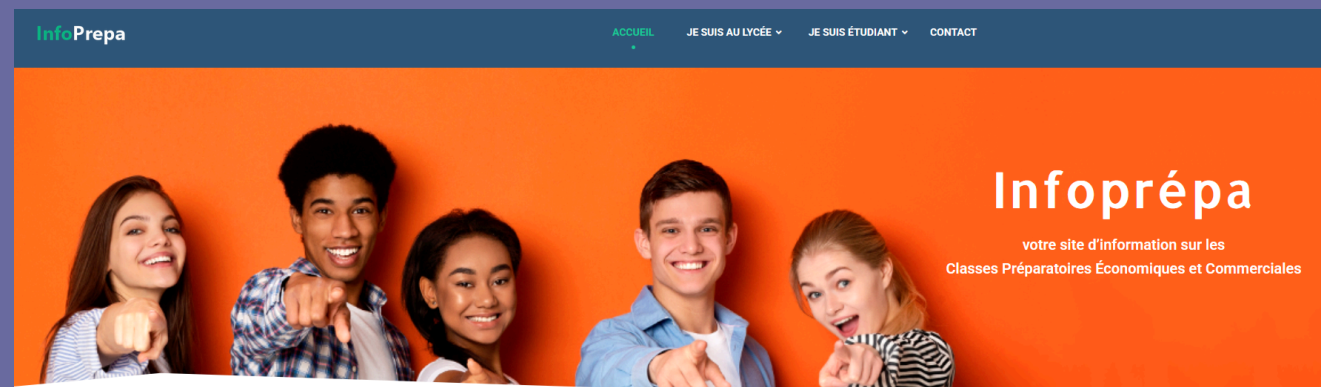 InfoPrepa
ACCUEIL
JE SUIS AU LYCÉE
JE SUIS ÉTUDIANT
CONTACT
Infoprépa
votre site d'information sur les
Classes Préparatoires Économiques et Commerciales